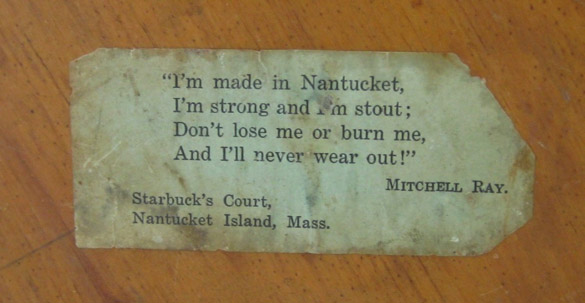 “I'm made in Nantucket,
I'm strong and I'm stout;
Don't lose me or burn me,
And I'll never wear out!”
MITCHELL RAY.
Starbuck's Court,
Nantucket Island, Mass.